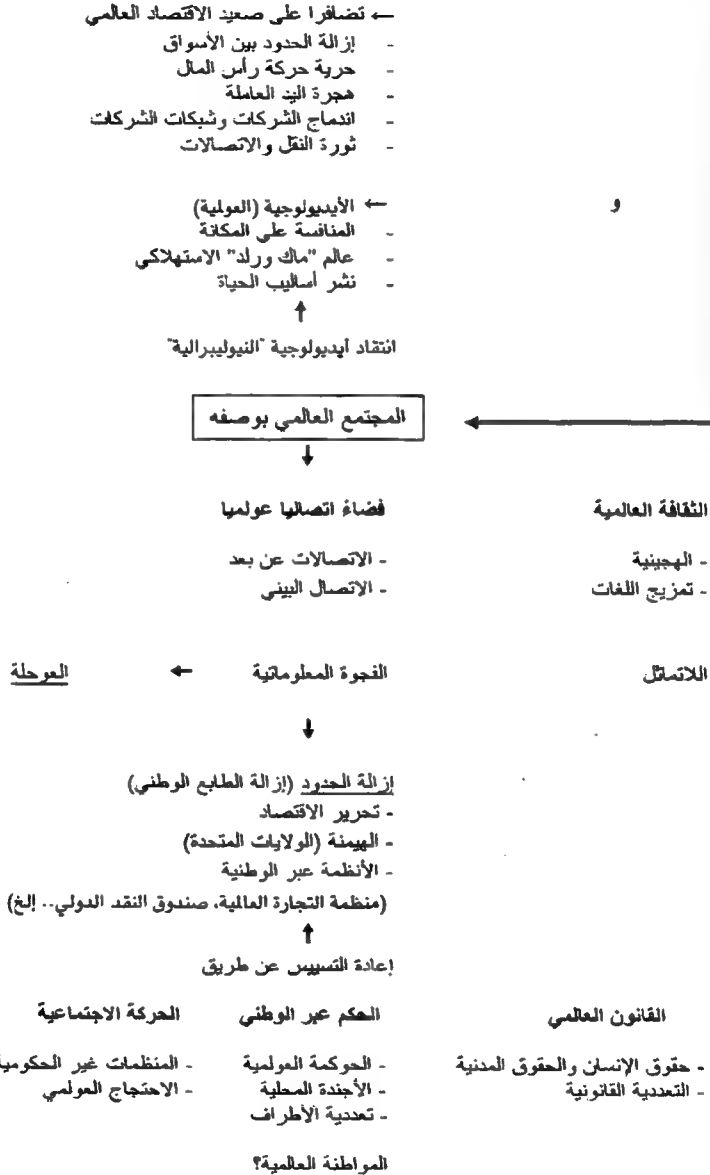 ← تضافرا على صعيد الاقتصاد العالمي
- إزالة الحدود بين الأسواق
- حرية حركة رأس المال
- هجرة اليد العاملة
- اندماج الشركات وشبكات الشركات
- ثورة النقل والاتصالات
و ← الأيديولوجية (العولمية)
- المنافسة على المكانة
- عالم "ماك ورلد" الاستهلاكي
- نشر أساليب الحياة
↑
انتقاد أيديولوجية "النيوليبرالية"
المجتمع العالمي بوصفه
↓
الثقافة العالمية فضاءً اتصاليا عولميا
- الهجينية - الاتصالات عن بعد
- تمزيج اللغات - الاتصال البيني
اللاتماثل الفجوة المعلوماتية ← العوحلة
↓
إزالة الحدود (إزالة الطابع الوطني)
- تحرير الاقتصاد
- الهيمنة (الولايات المتحدة)
- الأنظمة عبر الوطنية
(منظمة التجارة العالمية، صندوق النقد الدولي.. إلخ)
↑
إعادة التسييس عن طريق
القانون العالمي الحكم عبر الوطني الحركة الاجتماعية
- حقوق الإنسان والحقوق المدنية - الحوكمة العولمية - المنظمات غير الحكومية
- التعددية القانونية - الأجندة المحلية - الاحتجاج العولمي
- تعددية الأطراف
المواطنة العالمية؟